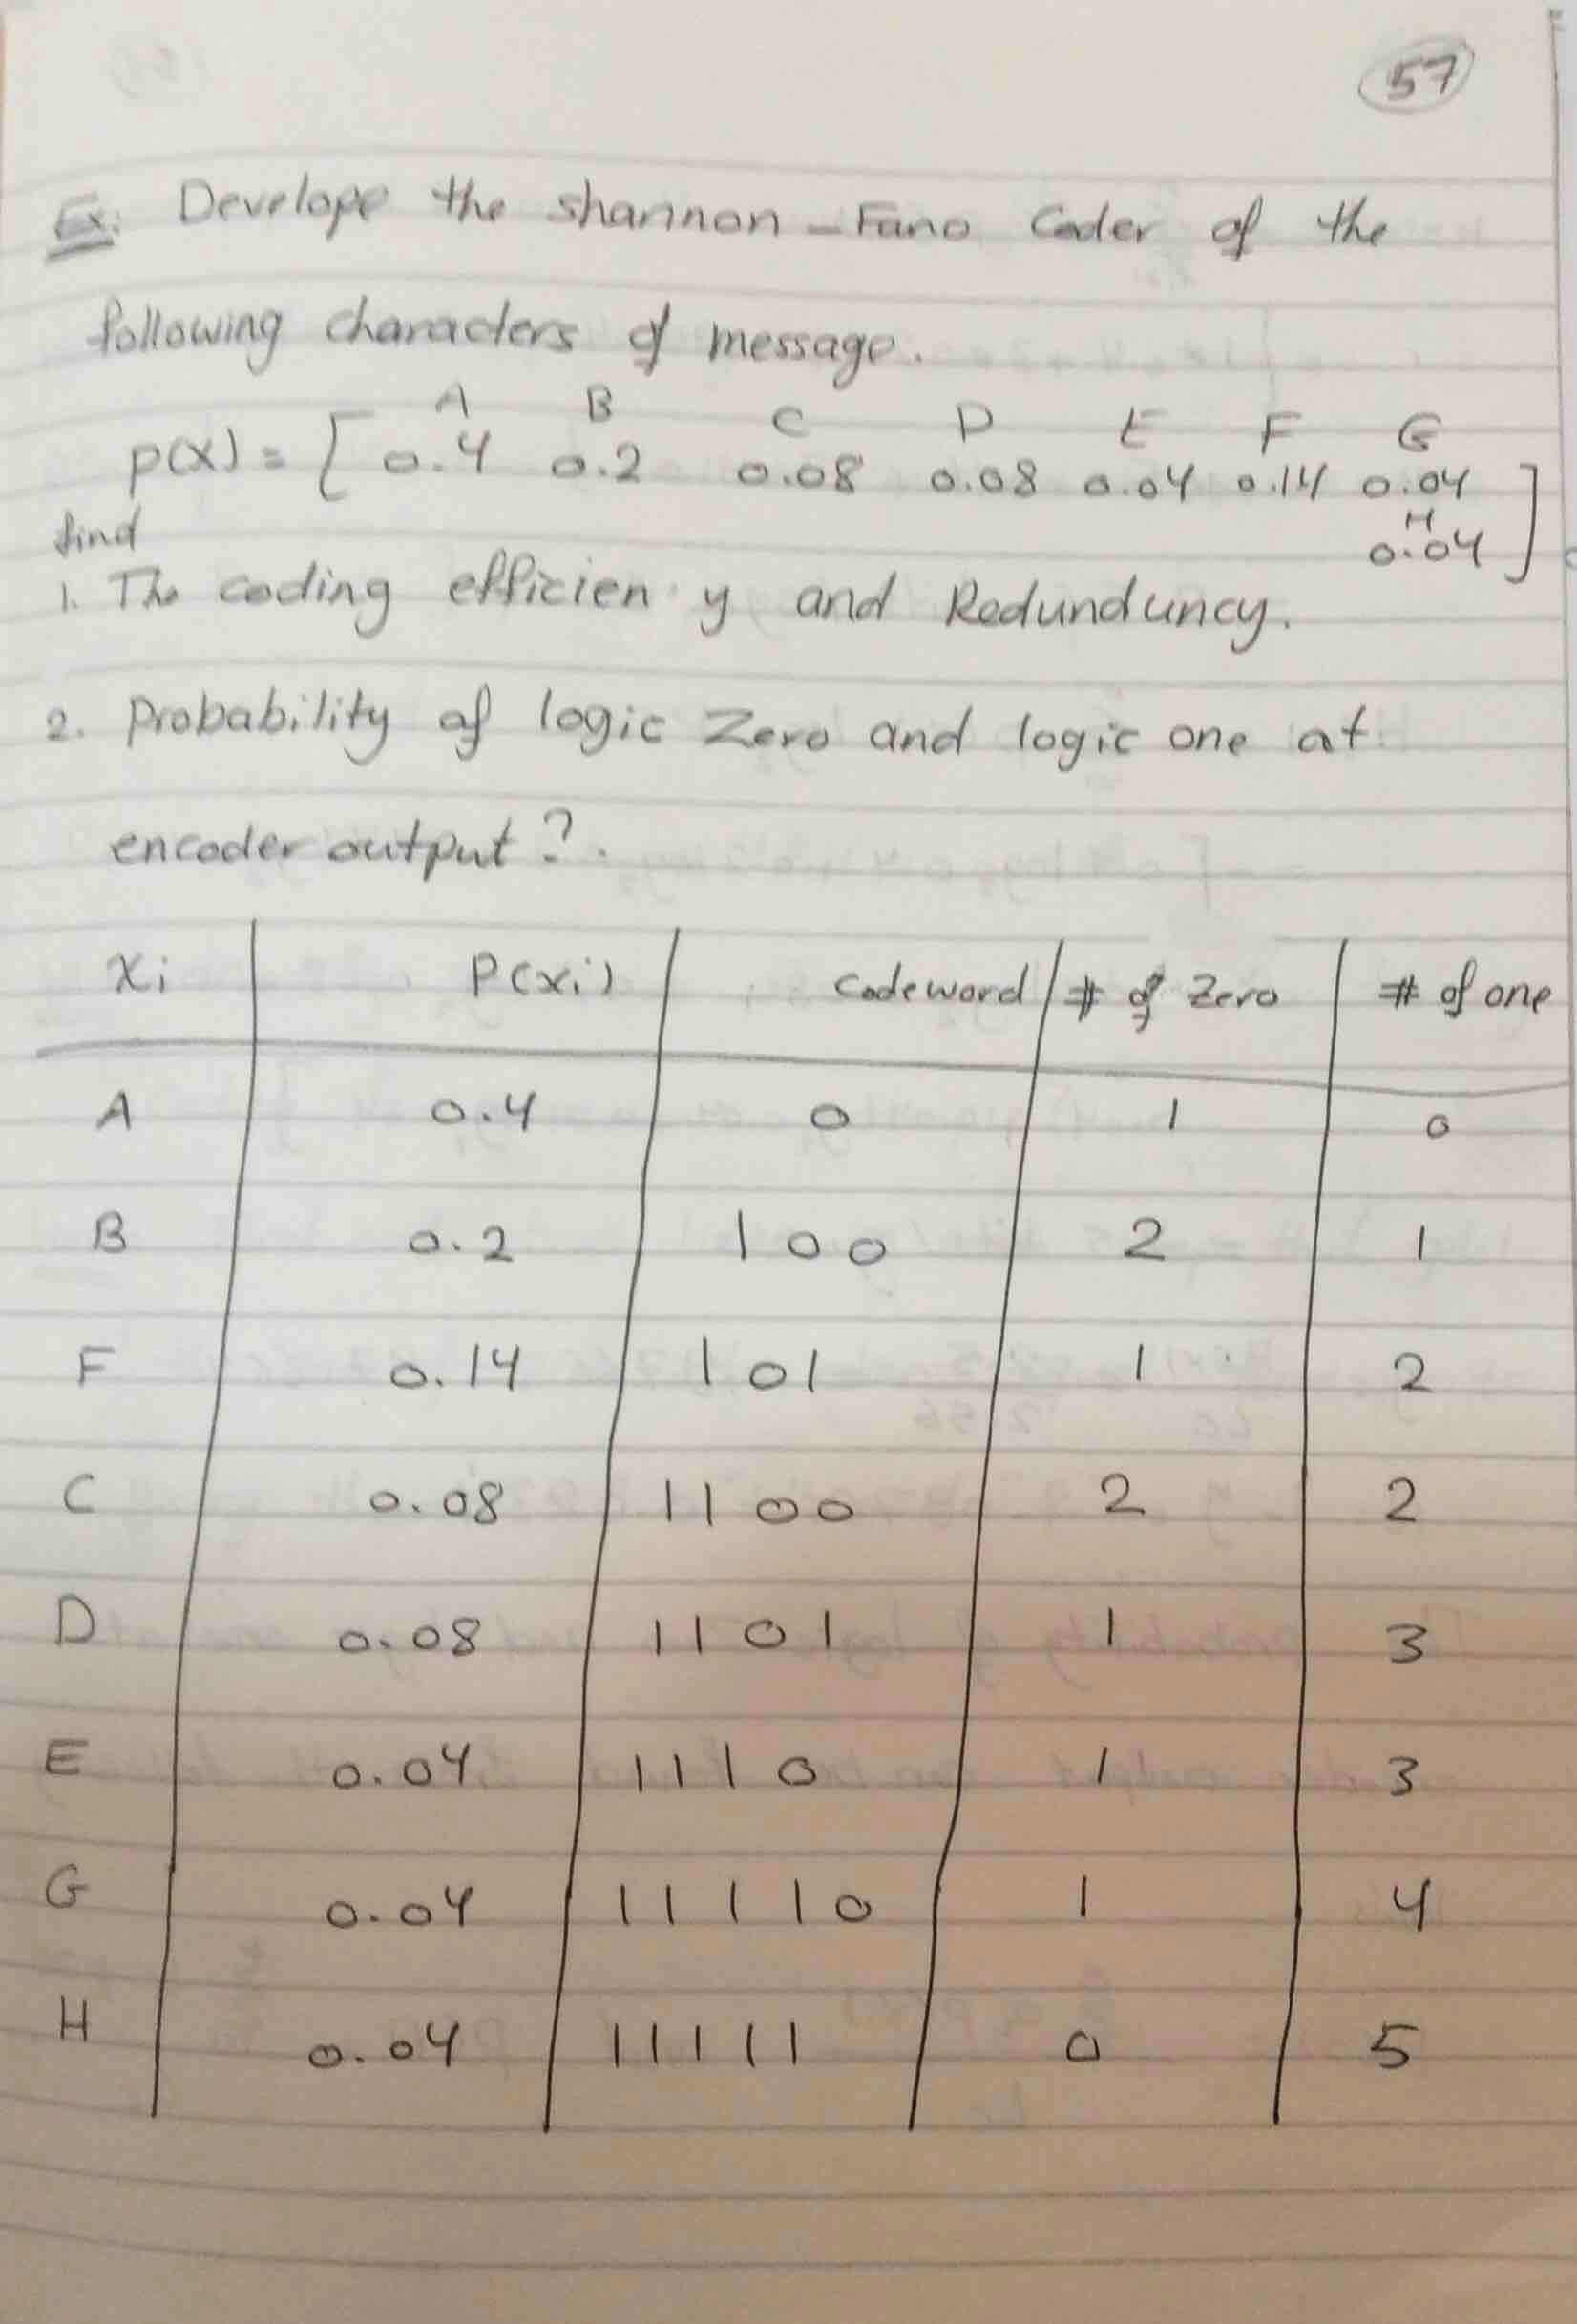 57
Ex: Develope the shannon - Fano Coder of the
following characters of message.
A B C D E F G
p(x) = [ 0.4 0.2 0.08 0.08 0.04 0.14 0.04
H
0.04 ]
find
1. The coding efficien y and Redunduncy.
2. Probability of logic Zero and logic one at
encoder output ?.
Xi P(xi) Codeword # of Zero # of one
A 0.4 0 1 0
B 0.2 100 2 1
F 0.14 101 1 2
C 0.08 1100 2 2
D 0.08 1101 1 3
E 0.04 1110 1 3
G 0.04 11110 1 4
H 0.04 11111 0 5